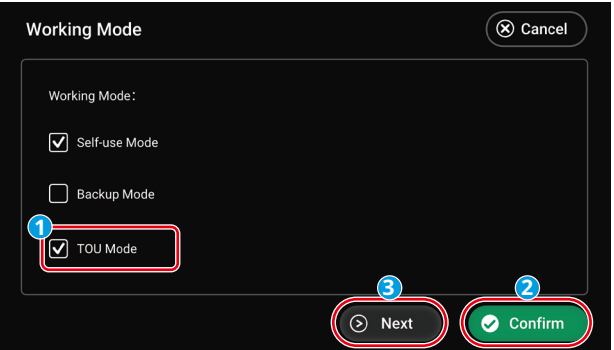 Working Mode
Cancel
Working Mode:
Self-use Mode
Backup Mode
1
TOU Mode
3
2
Next
Confirm